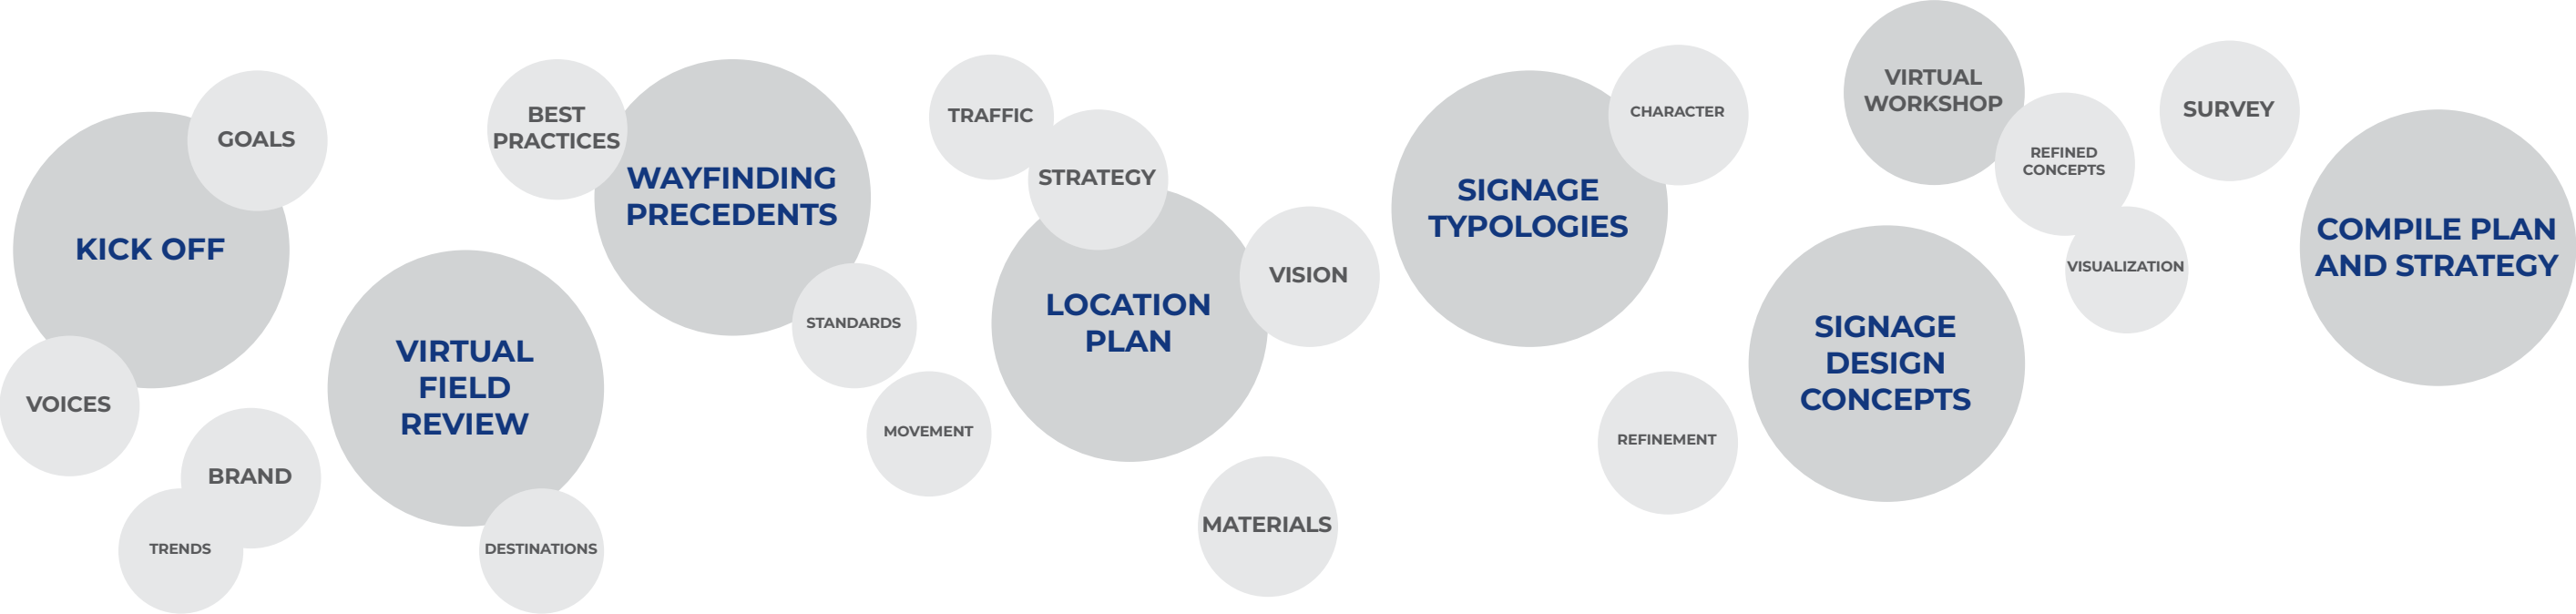 GOALS
KICK OFF
VOICES
BRAND
TRENDS
VIRTUAL
FIELD
REVIEW
DESTINATIONS
BEST
PRACTICES
WAYFINDING
PRECEDENTS
STANDARDS
MOVEMENT
TRAFFIC
STRATEGY
LOCATION
PLAN
VISION
MATERIALS
SIGNAGE
TYPOLOGIES
CHARACTER
REFINEMENT
VIRTUAL
WORKSHOP
REFINED
CONCEPTS
VISUALIZATION
SIGNAGE
DESIGN
CONCEPTS
SURVEY
COMPILE PLAN
AND STRATEGY